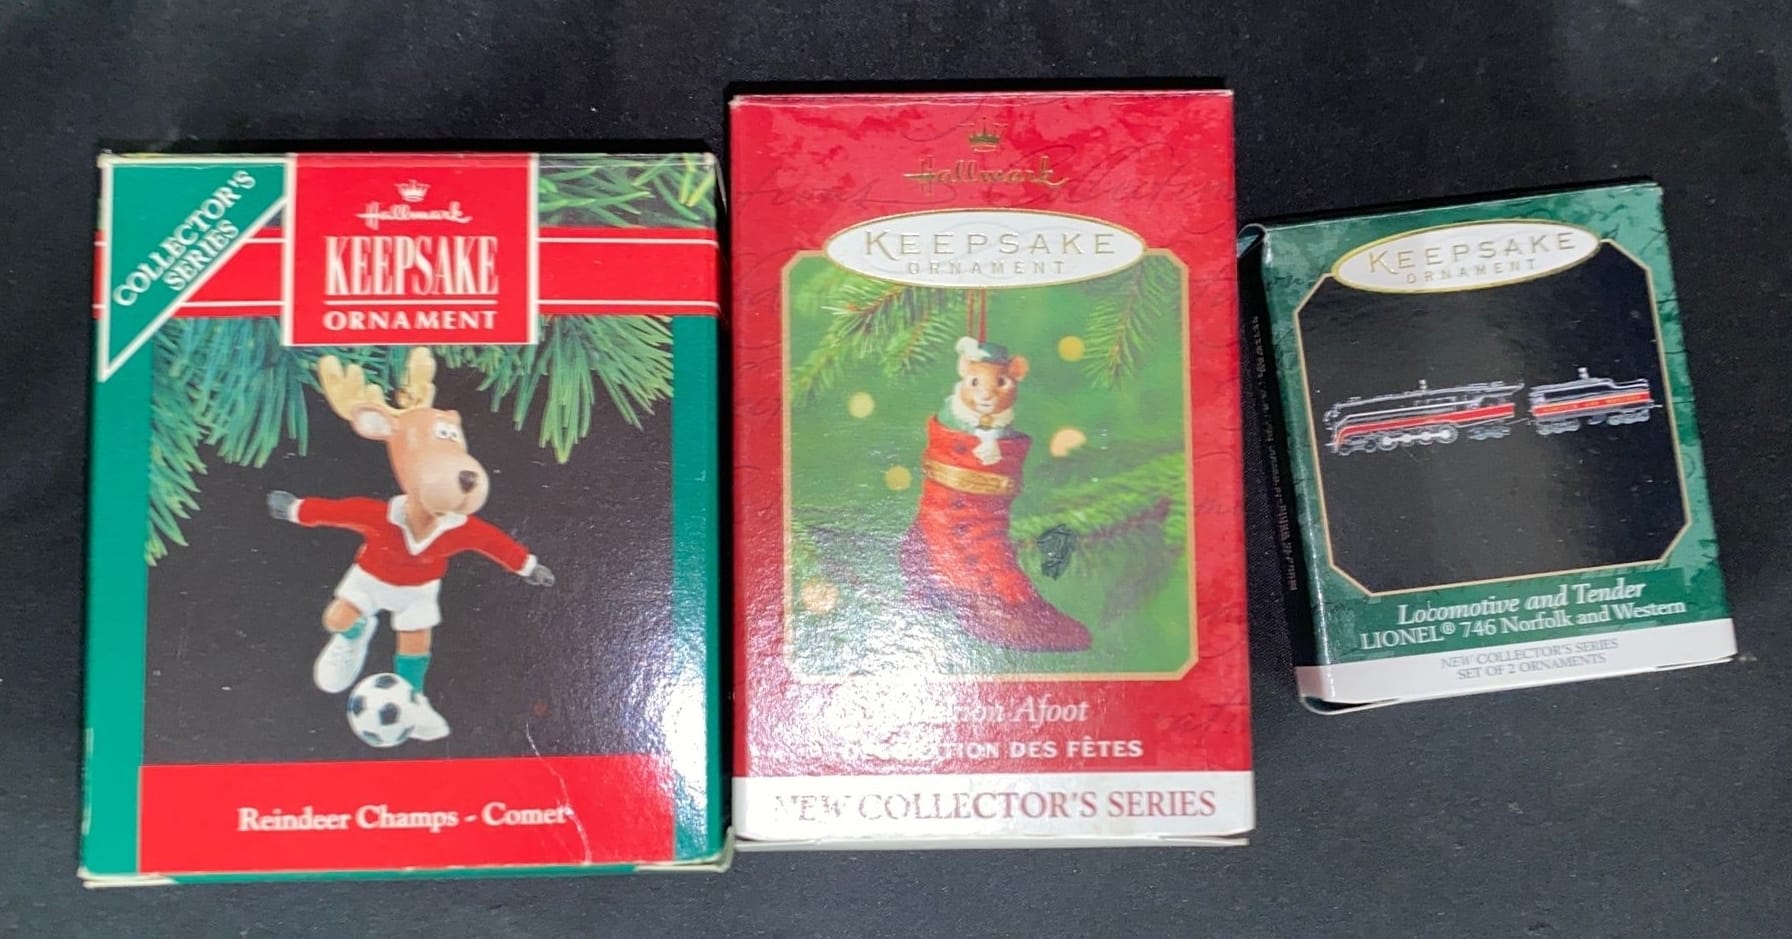 COLLECTOR'S
SERIES
Hallmark
KEEPSAKE
ORNAMENT
Reindeer Champs - Comet
Hallmark
KEEPSAKE
ORNAMENT
Afoot
DES FÊTES
NEW COLLECTOR'S SERIES
KEEPSAKE
ORNAMENT
Locomotive and Tender
LIONEL® 746 Norfolk and Western
NEW COLLECTOR'S SERIES
SET OF 2 ORNAMENTS